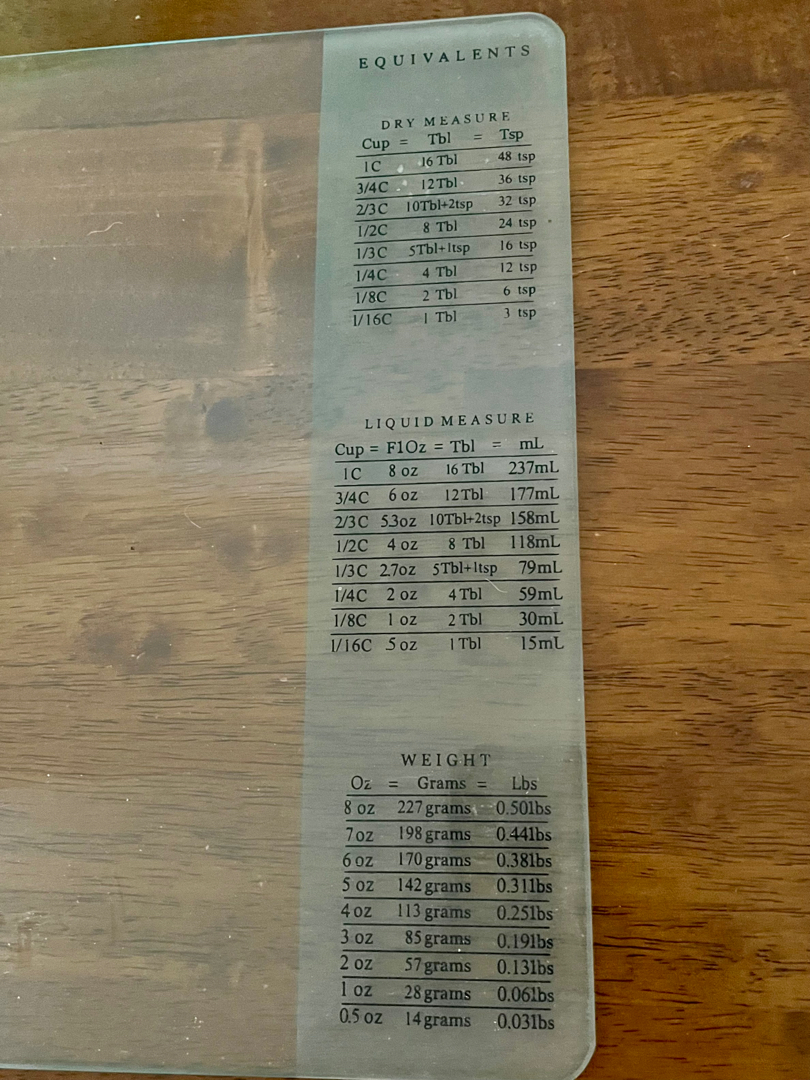 EQUIVALENTS
DRY MEASURE
Cup = Tbl = Tsp
1C 16 Tbl 48 tsp
3/4C 12Tbl 36 tsp
2/3C 10Tbl+2tsp 32 tsp
1/2C 8 Tbl 24 tsp
1/3C 5Tbl+1tsp 16 tsp
1/4C 4 Tbl 12 tsp
1/8C 2 Tbl 6 tsp
1/16C 1 Tbl 3 tsp
LIQUID MEASURE
Cup = F1Oz = Tbl = mL
1C 8 oz 16 Tbl 237mL
3/4C 6 oz 12Tbl 177mL
2/3C 5.3oz 10Tbl+2tsp 158mL
1/2C 4 oz 8 Tbl 118mL
1/3C 2.7oz 5Tbl+1tsp 79mL
1/4C 2 oz 4 Tbl 59mL
1/8C 1 oz 2 Tbl 30mL
1/16C .5 oz 1 Tbl 15mL
WEIGHT
Oz = Grams = Lbs
8 oz 227 grams 0.50lbs
7 oz 198 grams 0.44lbs
6 oz 170 grams 0.38lbs
5 oz 142 grams 0.31lbs
4 oz 113 grams 0.25lbs
3 oz 85 grams 0.19lbs
2 oz 57 grams 0.13lbs
1 oz 28 grams 0.06lbs
0.5 oz 14 grams 0.03lbs